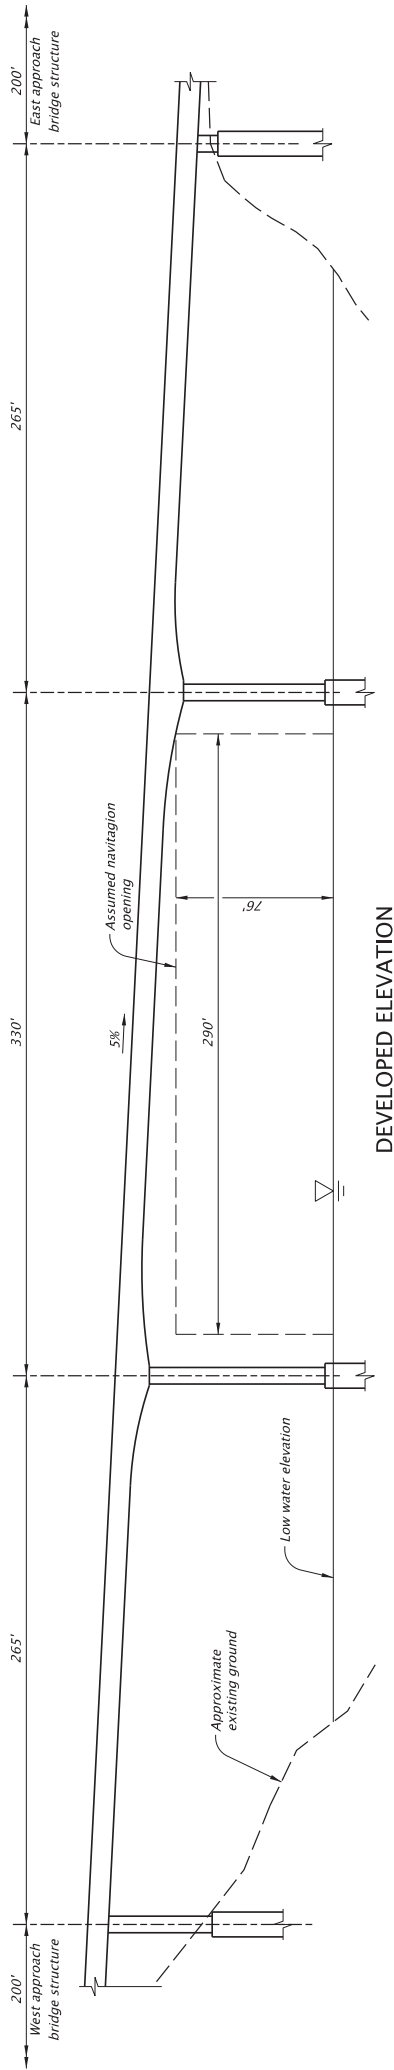 200'
265'
330'
265'
200'
West approach
bridge structure
East approach
bridge structure
5%
Assumed navitagion
opening
290'
76'
Approximate
existing ground
Low water elevation
DEVELOPED ELEVATION